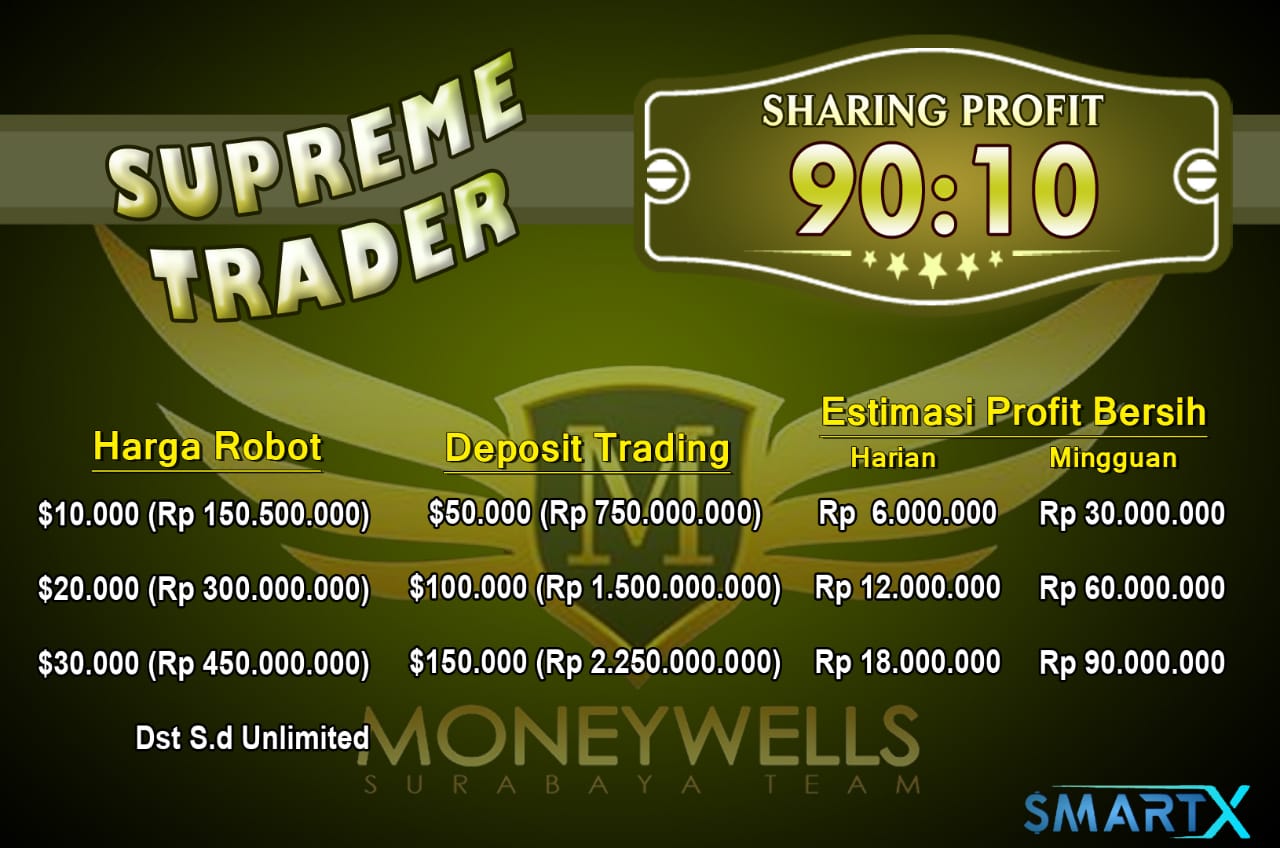 SUPREME
TRADER
SHARING PROFIT
90:10
Harga Robot
Deposit Trading
Estimasi Profit Bersih
Harian
Mingguan
$10.000 (Rp 150.500.000)
$50.000 (Rp 750.000.000)
Rp 6.000.000
Rp 30.000.000
$20.000 (Rp 300.000.000)
$100.000 (Rp 1.500.000.000)
Rp 12.000.000
Rp 60.000.000
$30.000 (Rp 450.000.000)
$150.000 (Rp 2.250.000.000)
Rp 18.000.000
Rp 90.000.000
Dst S.d Unlimited
M
MONEYWELLS
SURABAYA TEAM
$MARTX